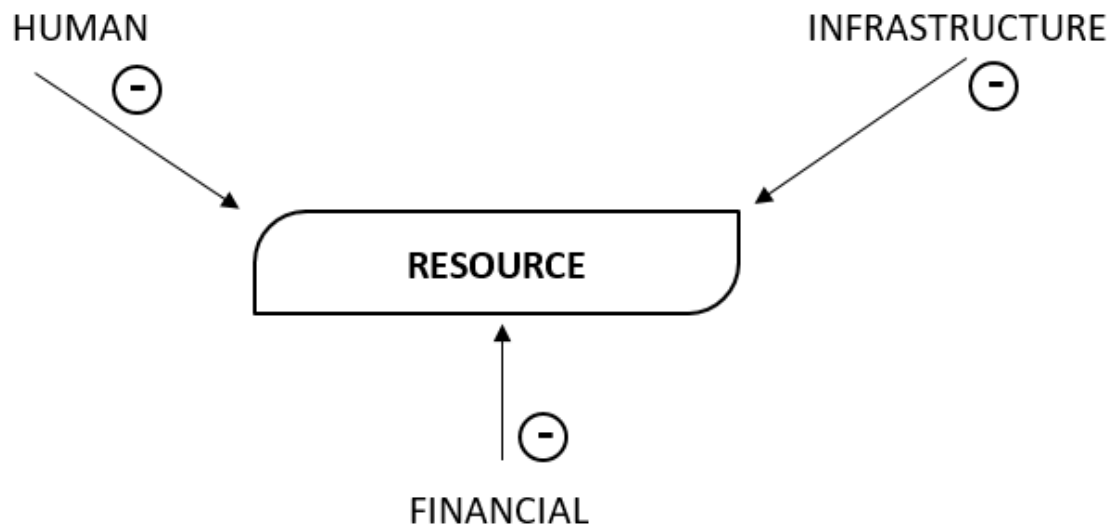 HUMAN
INFRASTRUCTURE
-
-
RESOURCE
-
FINANCIAL